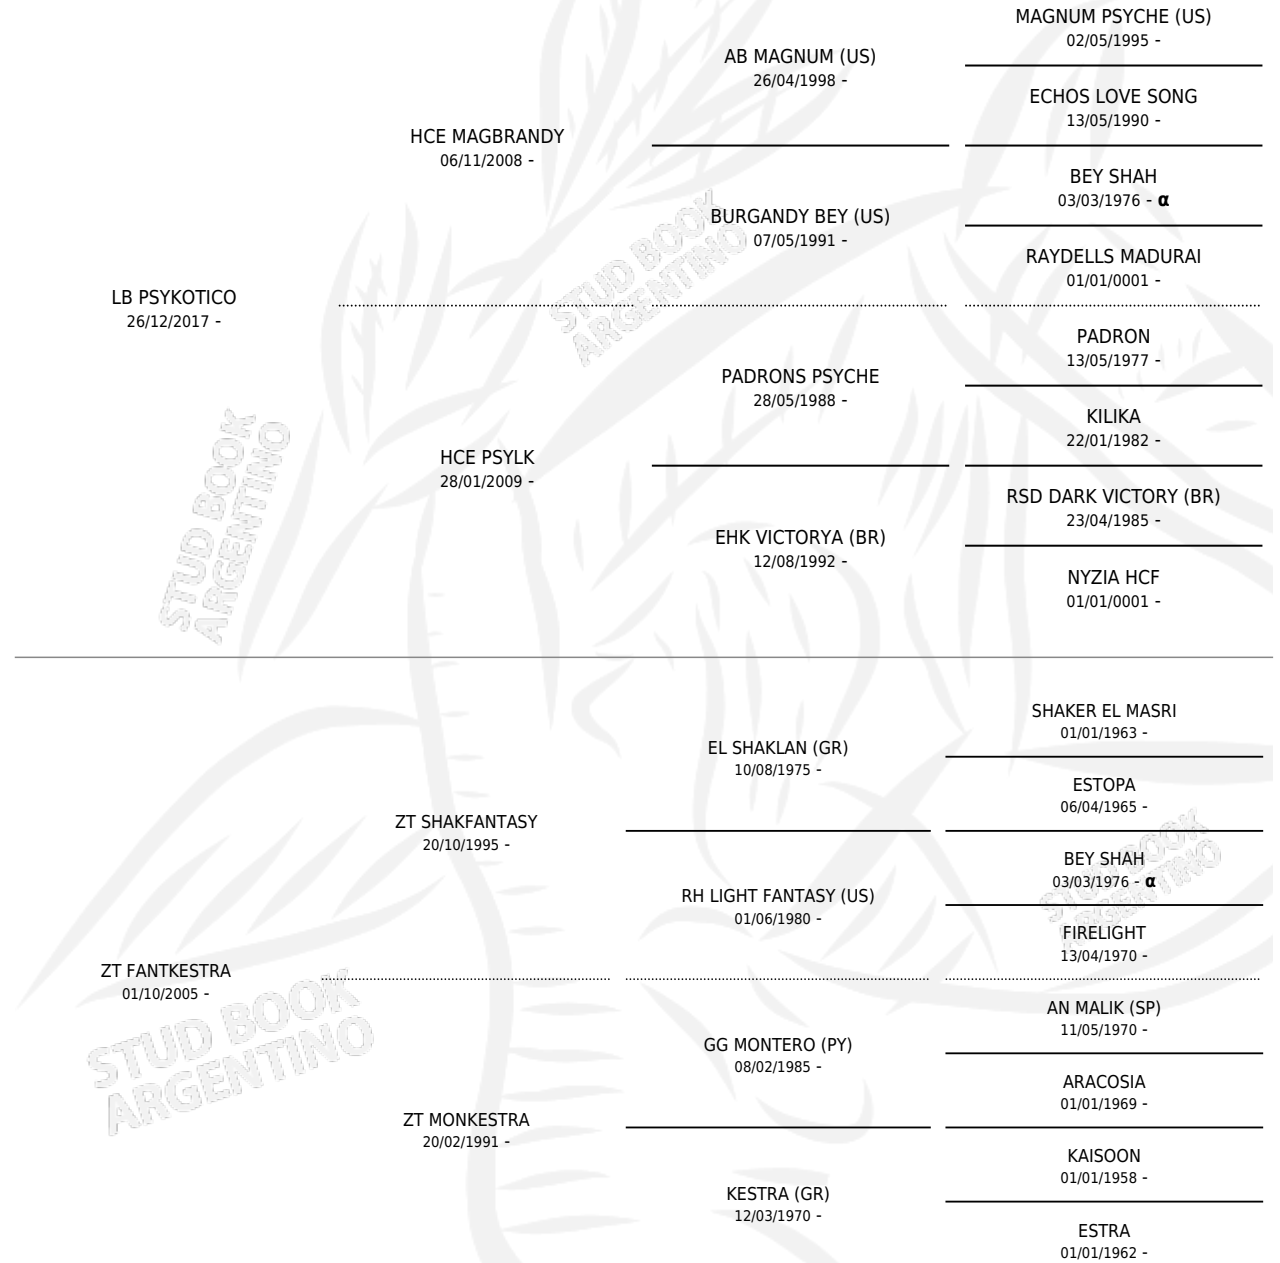 MAGNUM PSYCHE (US)
02/05/1995 -
AB MAGNUM (US)
26/04/1998 -
ECHOS LOVE SONG
13/05/1990 -
HCE MAGBRANDY
06/11/2008 -
BEY SHAH
03/03/1976 - α
BURGANDY BEY (US)
07/05/1991 -
RAYDELLS MADURAI
01/01/0001 -
LB PSYKOTICO
26/12/2017 -
STUD BOOK
ARGENTINO
PADRON
13/05/1977 -
PADRONS PSYCHE
28/05/1988 -
KILIKA
22/01/1982 -
HCE PSYLK
28/01/2009 -
STUD BOOK
ARGENTINO
RSD DARK VICTORY (BR)
23/04/1985 -
EHK VICTORYA (BR)
12/08/1992 -
NYZIA HCF
01/01/0001 -
SHAKER EL MASRI
01/01/1963 -
EL SHAKLAN (GR)
10/08/1975 -
ESTOPA
06/04/1965 -
ZT SHAKFANTASY
20/10/1995 -
BEY SHAH
03/03/1976 - α
STUD BOOK
ARGENTINO
RH LIGHT FANTASY (US)
01/06/1980 -
FIRELIGHT
13/04/1970 -
ZT FANTKESTRA
01/10/2005 -
STUD BOOK
ARGENTINO
AN MALIK (SP)
11/05/1970 -
GG MONTERO (PY)
08/02/1985 -
ARACOSIA
01/01/1969 -
ZT MONKESTRA
20/02/1991 -
KAISOON
01/01/1958 -
KESTRA (GR)
12/03/1970 -
ESTRA
01/01/1962 -